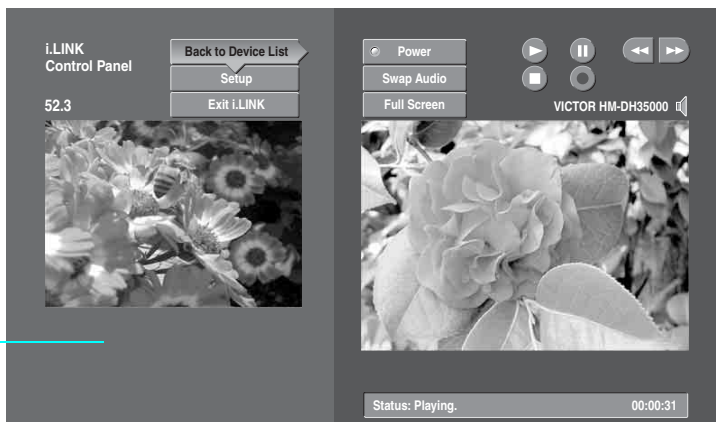 i.LINK
Control Panel
52.3
Back to Device List
Setup
Exit i.LINK
Power
Swap Audio
Full Screen
VICTOR HM-DH35000
Status: Playing.
00:00:31